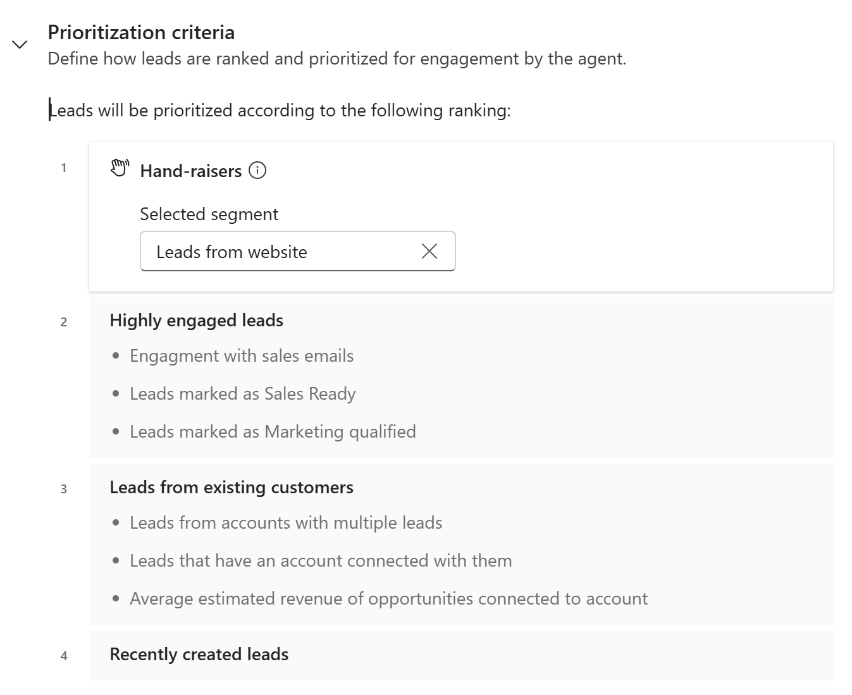 Prioritization criteria
Define how leads are ranked and prioritized for engagement by the agent.
Leads will be prioritized according to the following ranking:
1
Hand-raisers
Selected segment
Leads from website
2
Highly engaged leads
• Engagment with sales emails
• Leads marked as Sales Ready
• Leads marked as Marketing qualified
3
Leads from existing customers
• Leads from accounts with multiple leads
• Leads that have an account connected with them
• Average estimated revenue of opportunities connected to account
4
Recently created leads